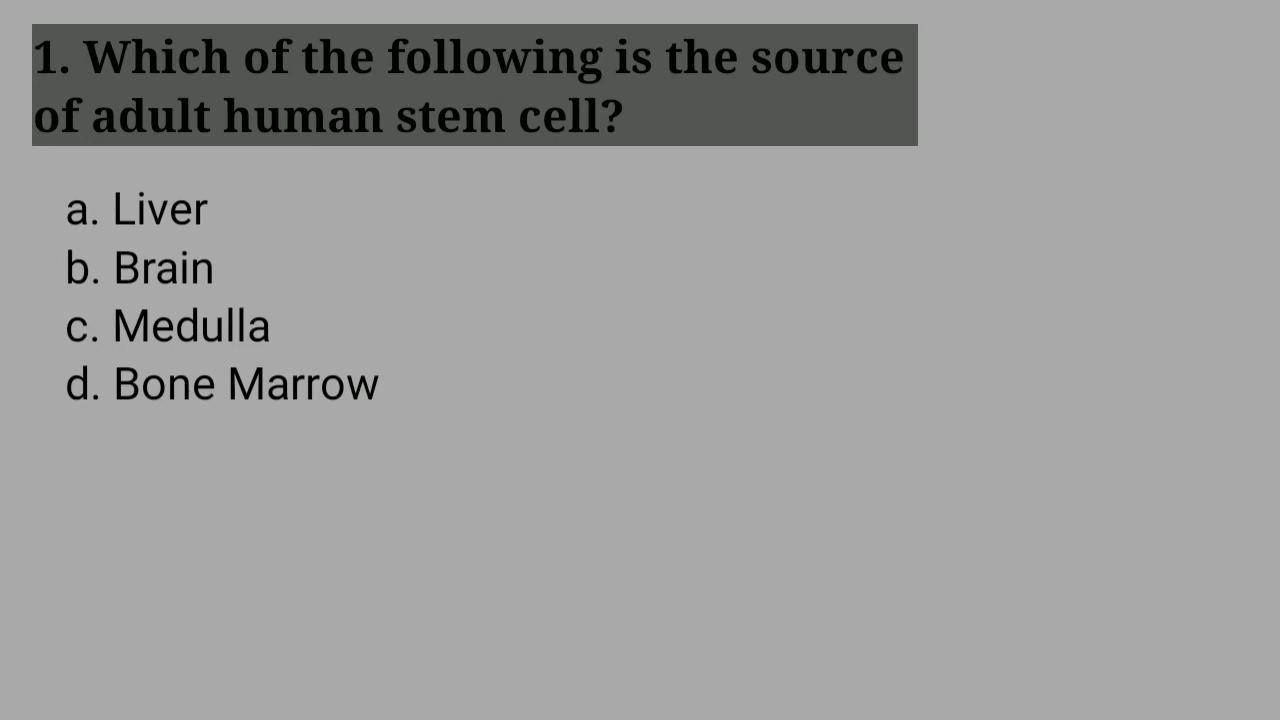 1. Which of the following is the source
of adult human stem cell?
a. Liver
b. Brain
c. Medulla
d. Bone Marrow